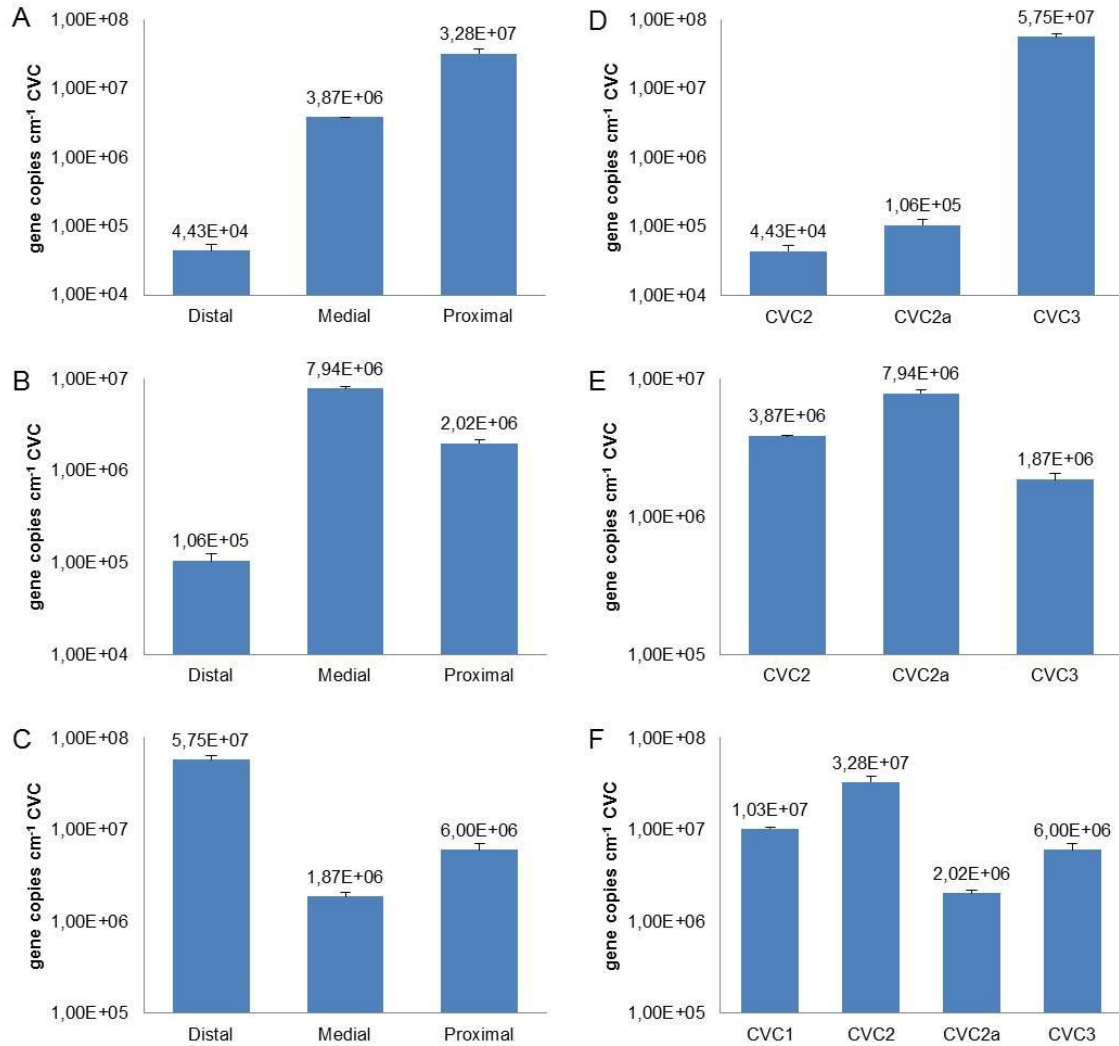 A
gene copies cm⁻¹ CVC
1,00E+08
1,00E+07
1,00E+06
1,00E+05
1,00E+04
4,43E+04
3,87E+06
3,28E+07
Distal Medial Proximal
D
gene copies cm⁻¹ CVC
1,00E+08
1,00E+07
1,00E+06
1,00E+05
1,00E+04
4,43E+04
1,06E+05
5,75E+07
CVC2 CVC2a CVC3
B
gene copies cm⁻¹ CVC
1,00E+07
1,00E+06
1,00E+05
1,00E+04
1,06E+05
7,94E+06
2,02E+06
Distal Medial Proximal
E
gene copies cm⁻¹ CVC
1,00E+07
1,00E+06
1,00E+05
3,87E+06
7,94E+06
1,87E+06
CVC2 CVC2a CVC3
C
gene copies cm⁻¹ CVC
1,00E+08
1,00E+07
1,00E+06
1,00E+05
5,75E+07
1,87E+06
6,00E+06
Distal Medial Proximal
F
gene copies cm⁻¹ CVC
1,00E+08
1,00E+07
1,00E+06
1,00E+05
1,03E+07
3,28E+07
2,02E+06
6,00E+06
CVC1 CVC2 CVC2a CVC3